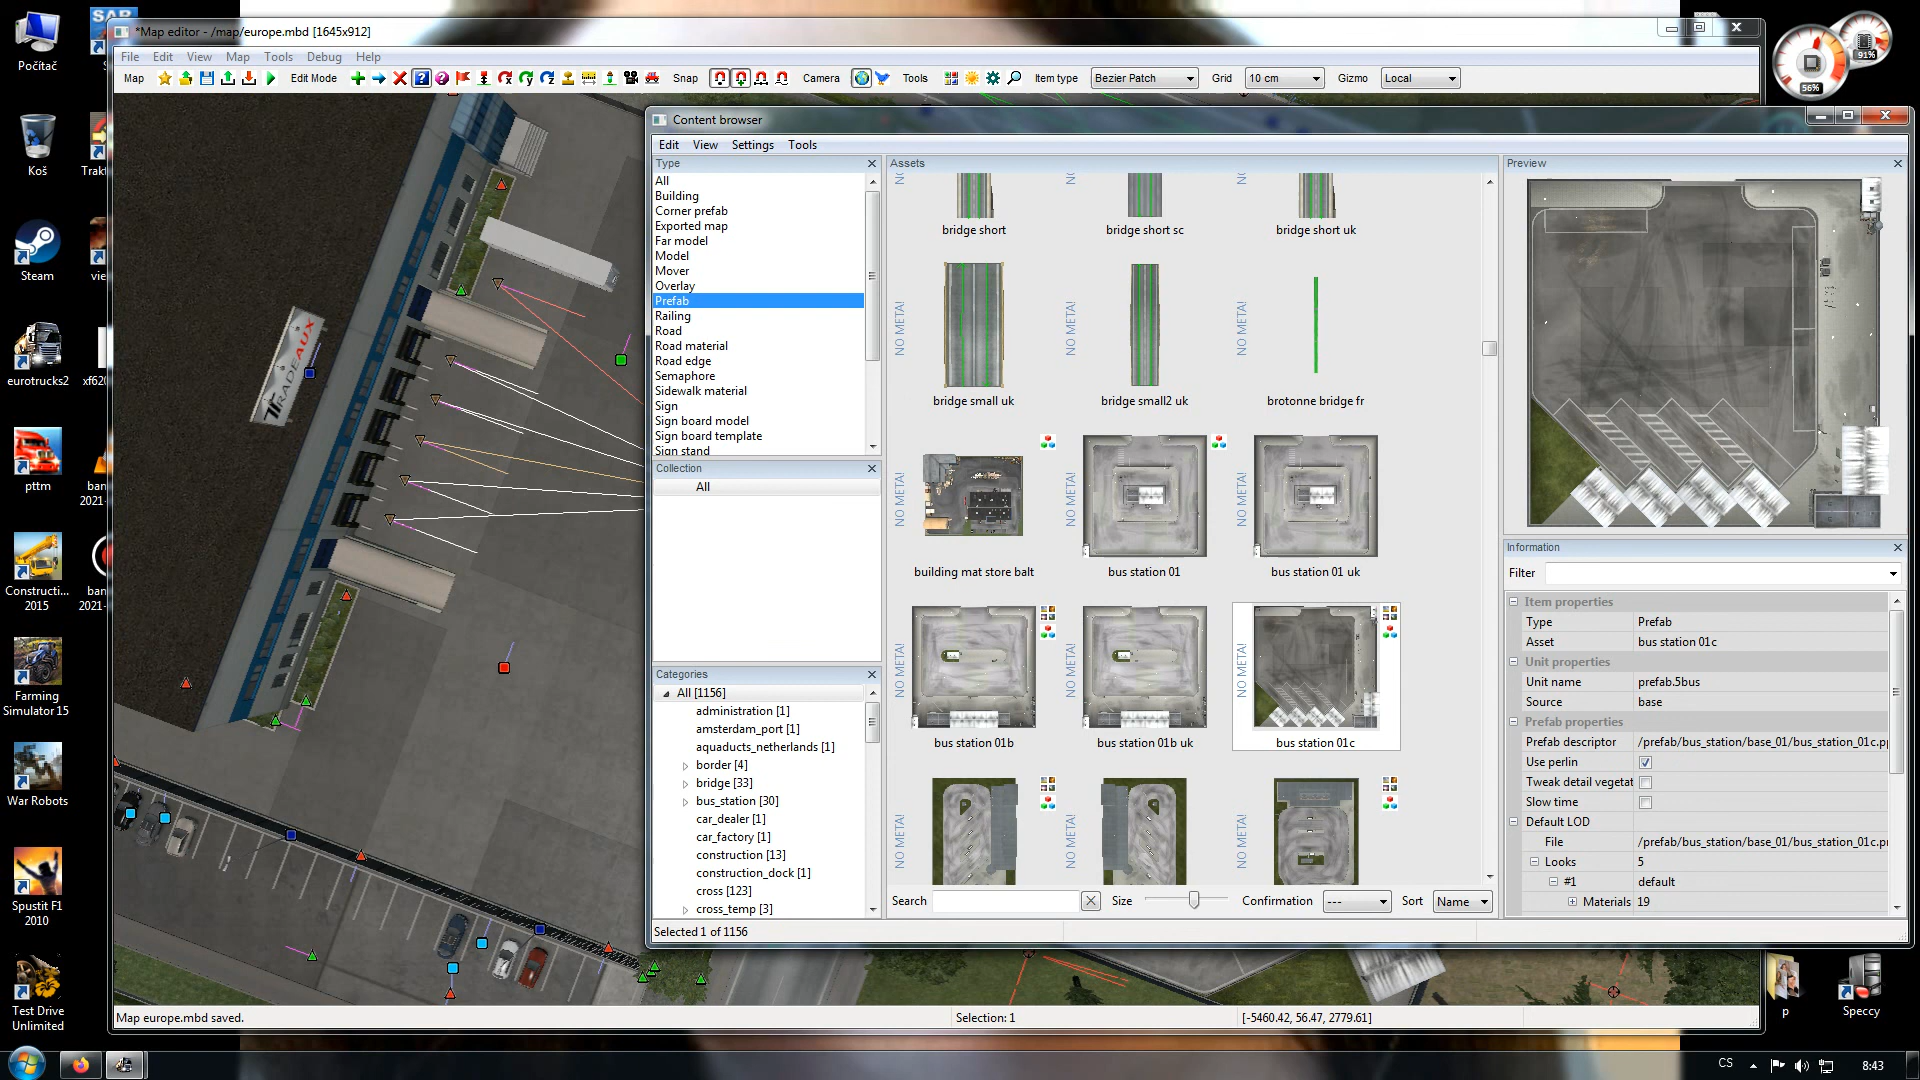 Počítač
Koš
Trakt
Steam
vie
eurotrucks2
xf620
pttm
ban
2021-
Constructi...
2015
ban
2021-
Farming
Simulator 15
War Robots
Spustit F1
2010
Test Drive
Unlimited
*Map editor - /map/europe.mbd [1645x912]
File Edit View Map Tools Debug Help
Map Edit Mode Snap Camera Tools Item type Bezier Patch Grid 10 cm Gizmo Local
TRADEAUX
Content browser
Edit View Settings Tools
Type
All
Building
Corner prefab
Exported map
Far model
Model
Mover
Overlay
Prefab
Railing
Road
Road material
Road edge
Semaphore
Sidewalk material
Sign
Sign board model
Sign board template
Sign stand
Collection
All
Categories
All [1156]
administration [1]
amsterdam_port [1]
aquaducts_netherlands [1]
border [4]
bridge [33]
bus_station [30]
car_dealer [1]
car_factory [1]
construction [13]
construction_dock [1]
cross [123]
cross_temp [3]
Selected 1 of 1156
Assets
bridge short
bridge short sc
bridge short uk
NO META!
NO META!
NO META!
bridge small uk
bridge small2 uk
brotonne bridge fr
NO META!
NO META!
NO META!
building mat store balt
bus station 01
bus station 01 uk
NO META!
NO META!
NO META!
bus station 01b
bus station 01b uk
bus station 01c
NO META!
NO META!
NO META!
Search Size Confirmation --- Sort Name
Preview
Information
Filter
Item properties
Type Prefab
Asset bus station 01c
Unit properties
Unit name prefab.5bus
Source base
Prefab properties
Prefab descriptor /prefab/bus_station/base_01/bus_station_01c.p
Use perlin
Tweak detail vegetat
Slow time
Default LOD
File /prefab/bus_station/base_01/bus_station_01c.p
Looks 5
#1 default
Materials 19
Map europe.mbd saved. Selection: 1 [-5460.42, 56.47, 2779.61]
91%
56%
p
Speccy
CS
8:43